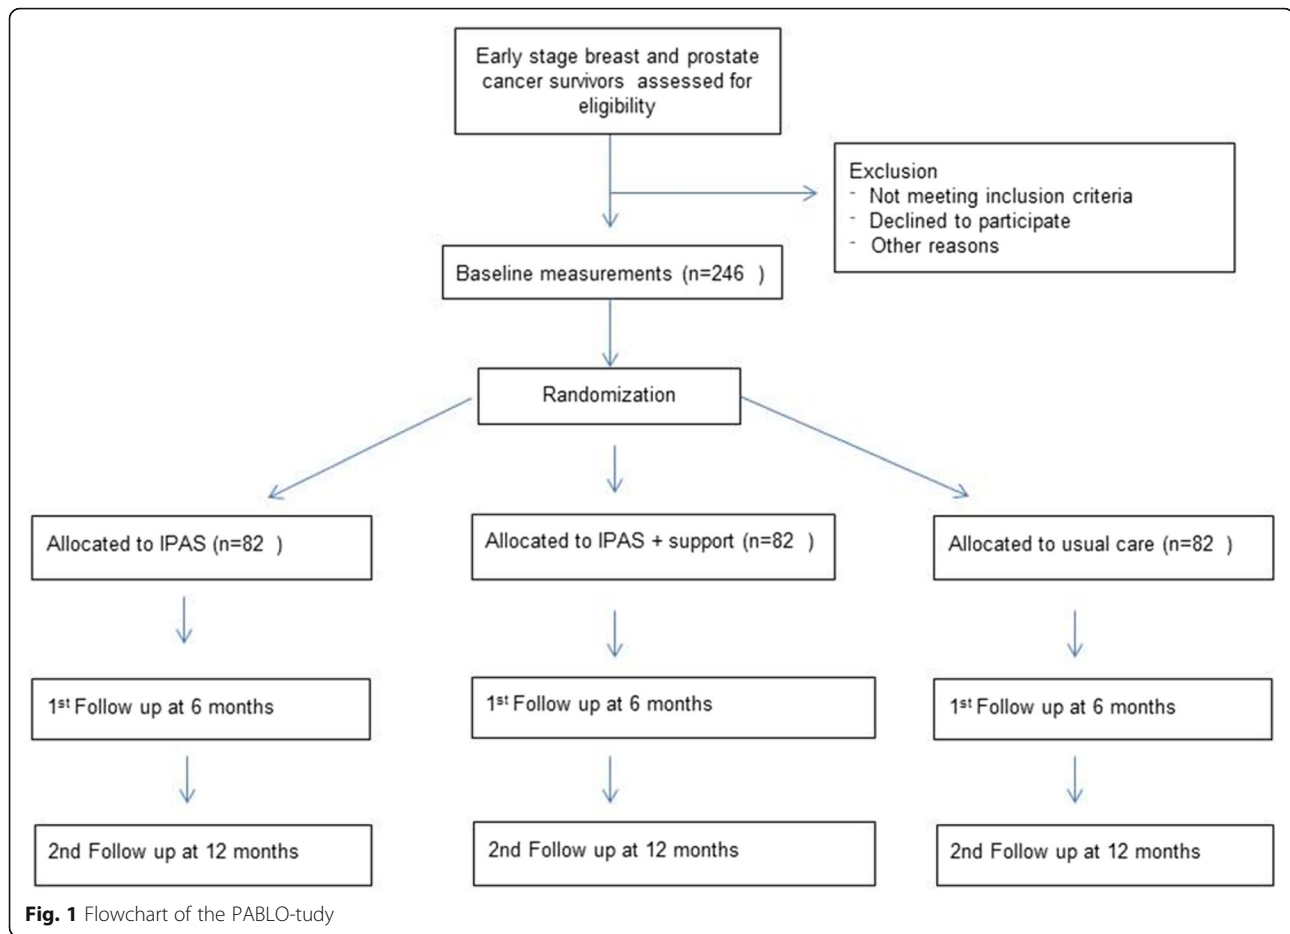 Early stage breast and prostate
cancer survivors assessed for
eligibility
Exclusion
- Not meeting inclusion criteria
- Declined to participate
- Other reasons
Baseline measurements (n=246 )
Randomization
Allocated to IPAS (n=82 )
Allocated to IPAS + support (n=82 )
Allocated to usual care (n=82 )
1st Follow up at 6 months
1st Follow up at 6 months
1st Follow up at 6 months
2nd Follow up at 12 months
2nd Follow up at 12 months
2nd Follow up at 12 months
Fig. 1 Flowchart of the PABLO-tudy